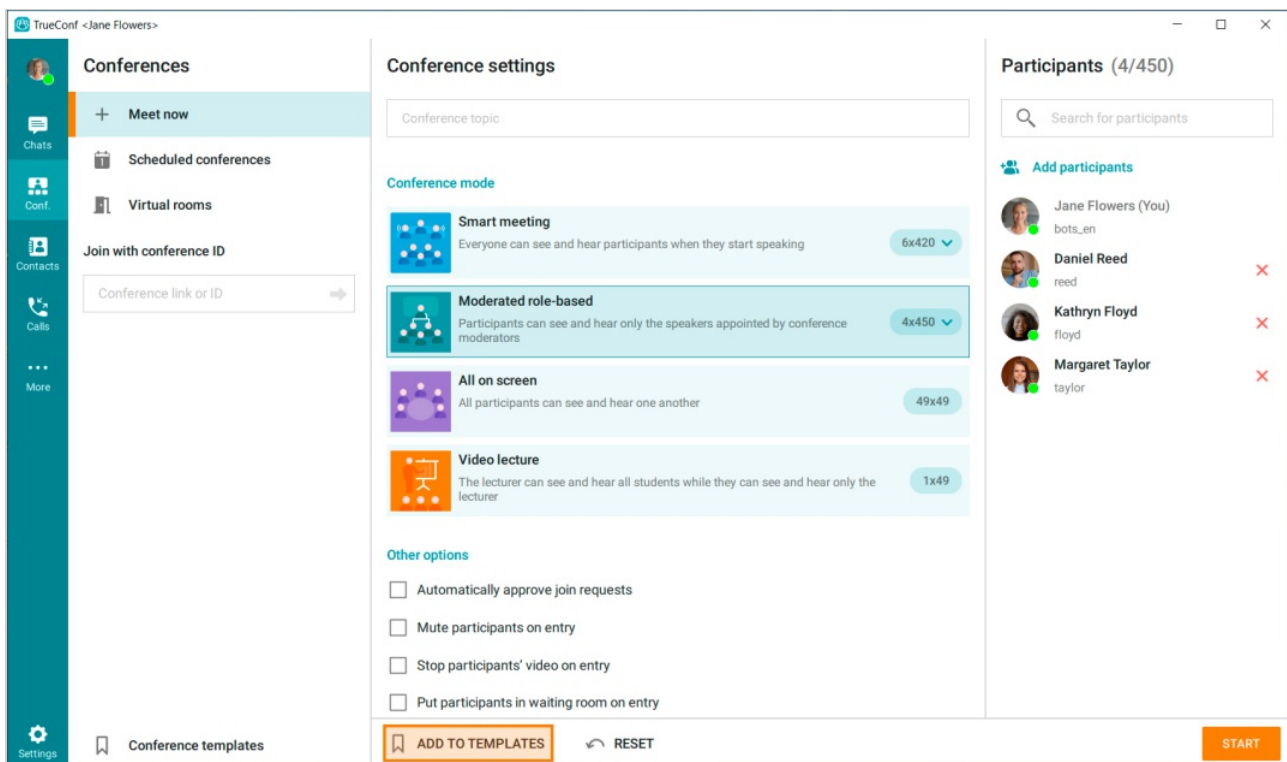 TrueConf <Jane Flowers>
Chats
Conf.
Contacts
Calls
More
Settings
Conferences
Meet now
1
Scheduled conferences
Virtual rooms
Join with conference ID
Conference link or ID
Conference templates
Conference settings
Conference topic
Conference mode
Smart meeting
Everyone can see and hear participants when they start speaking
6x420
Moderated role-based
Participants can see and hear only the speakers appointed by conference
moderators
4x450
All on screen
All participants can see and hear one another
49x49
Video lecture
The lecturer can see and hear all students while they can see and hear only the
lecturer
1x49
Other options
Automatically approve join requests
Mute participants on entry
Stop participants' video on entry
Put participants in waiting room on entry
ADD TO TEMPLATES
RESET
Participants (4/450)
Search for participants
Add participants
Jane Flowers (You)
bots_en
Daniel Reed
reed
Kathryn Floyd
floyd
Margaret Taylor
taylor
START